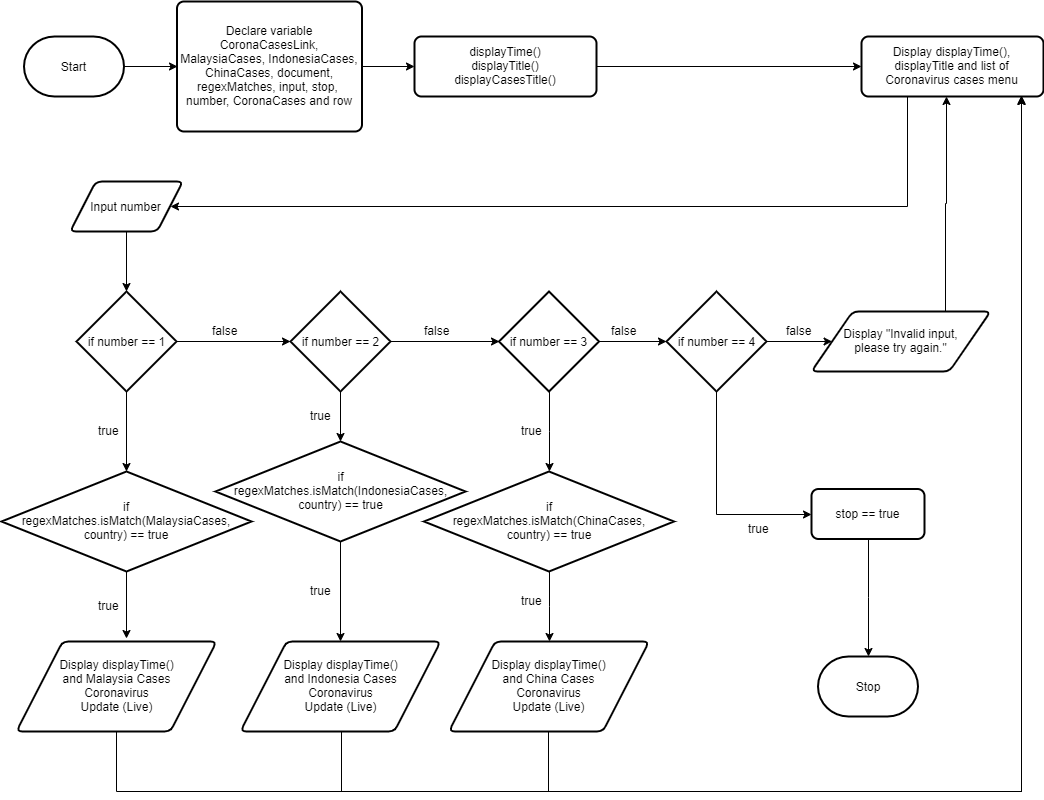 Start
Declare variable
CoronaCasesLink,
MalaysiaCases, IndonesiaCases,
ChinaCases, document,
regexMatches, input, stop,
number, CoronaCases and row
displayTime()
displayTitle()
displayCasesTitle()
Display displayTime(),
displayTitle and list of
Coronavirus cases menu
Input number
if number == 1
false
if number == 2
false
if number == 3
false
if number == 4
false
Display "Invalid input,
please try again."
true
true
true
true
if
regexMatches.isMatch(MalaysiaCases,
country) == true
if
regexMatches.isMatch(IndonesiaCases,
country) == true
if
regexMatches.isMatch(ChinaCases,
country) == true
stop == true
true
true
true
Display displayTime()
and Malaysia Cases
Coronavirus
Update (Live)
Display displayTime()
and Indonesia Cases
Coronavirus
Update (Live)
Display displayTime()
and China Cases
Coronavirus
Update (Live)
Stop